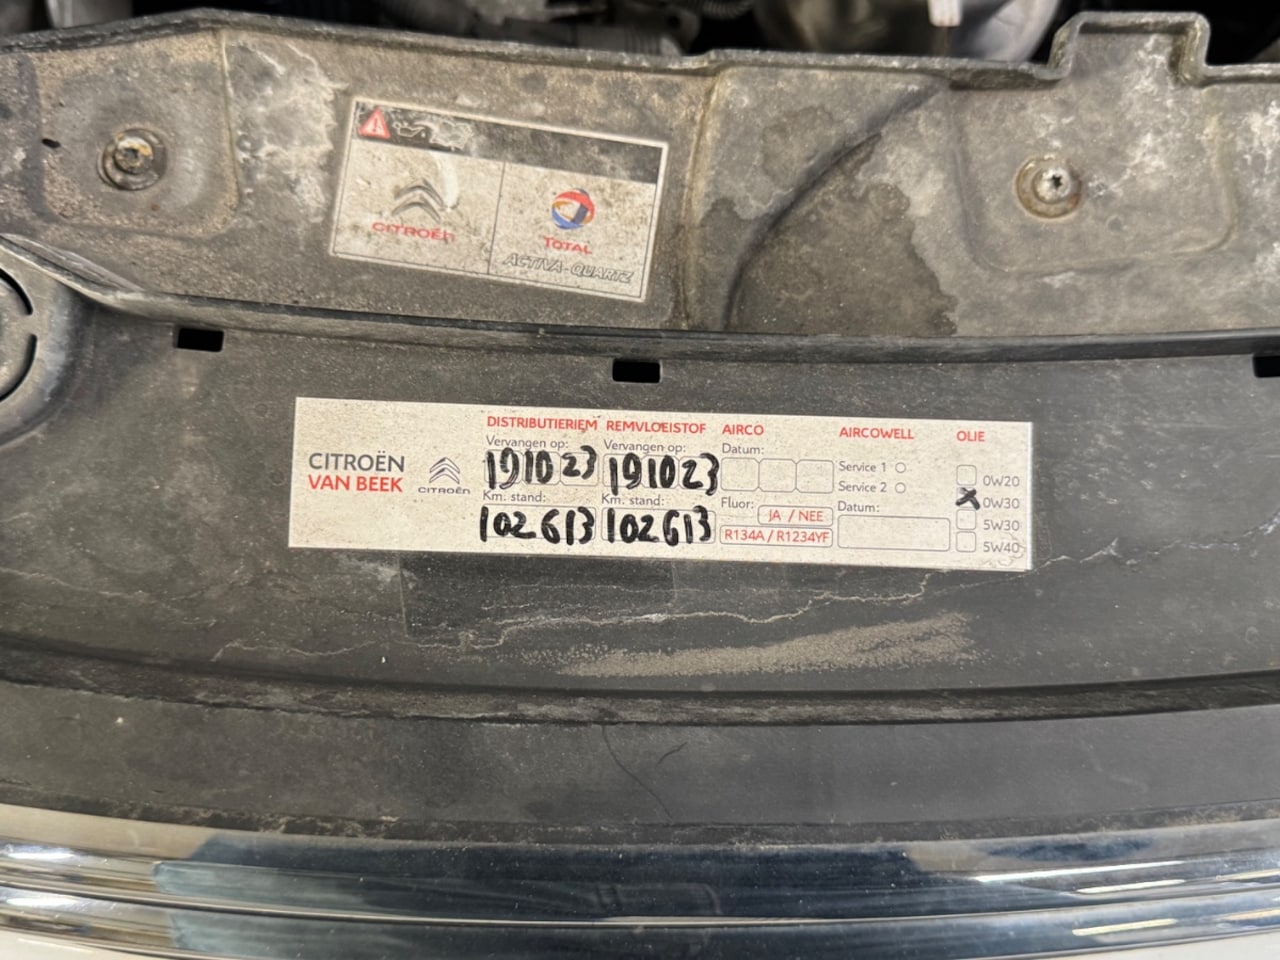 CITROËN
TOTAL
ACTIVA-QUARTZ
CITROËN
VAN BEEK
CITROËN
DISTRIBUTIERIEM
Vervangen op:
191023
Km. stand:
102613
REMVLOEISTOF
Vervangen op:
191023
Km. stand:
102613
AIRCO
Datum:
Fluor: JA / NEE
R134A / R1234YF
AIRCOWELL
Service 1
Service 2
Datum:
OLIE
0W20
X 0W30
5W30
5W40